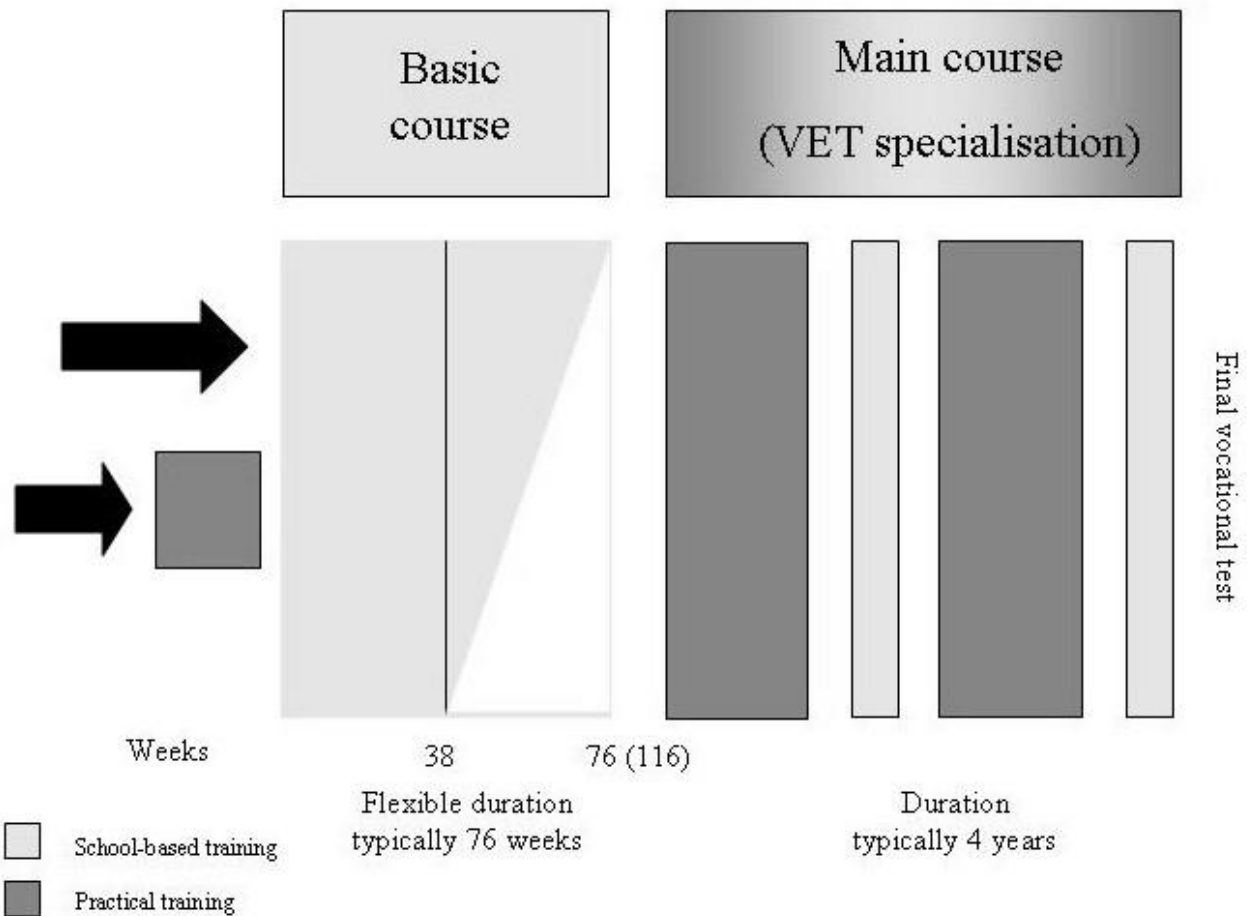 Basic
course
Main course
(VET specialisation)
Final vocational test
Weeks
38
76 (116)
Flexible duration
typically 76 weeks
Duration
typically 4 years
School-based training
Practical training